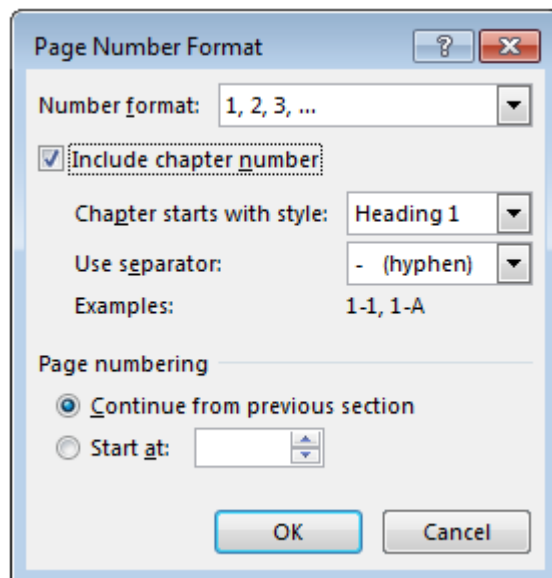 Page Number Format
Number format: 1, 2, 3, ...
Include chapter number
Chapter starts with style: Heading 1
Use separator: - (hyphen)
Examples: 1-1, 1-A
Page numbering
Continue from previous section
Start at:
OK Cancel